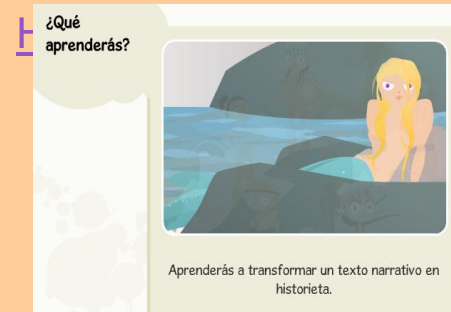 H
¿Qué
aprenderás?
Aprenderás a transformar un texto narrativo en
historieta.